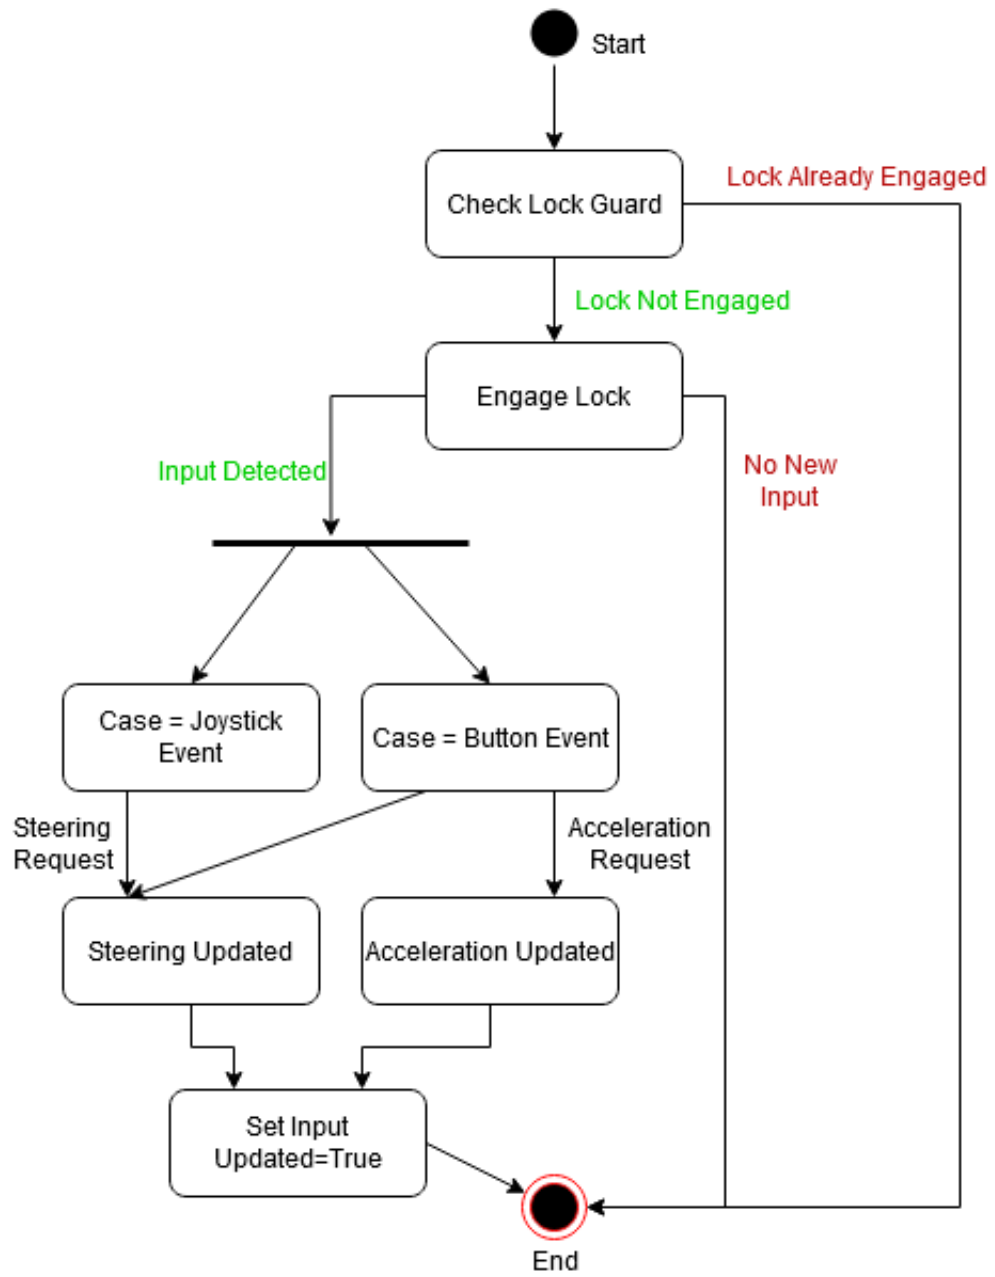 Start
Check Lock Guard
Lock Already Engaged
Lock Not Engaged
Engage Lock
Input Detected
No New
Input
Case = Joystick
Event
Case = Button Event
Steering
Request
Acceleration
Request
Steering Updated
Acceleration Updated
Set Input
Updated=True
End